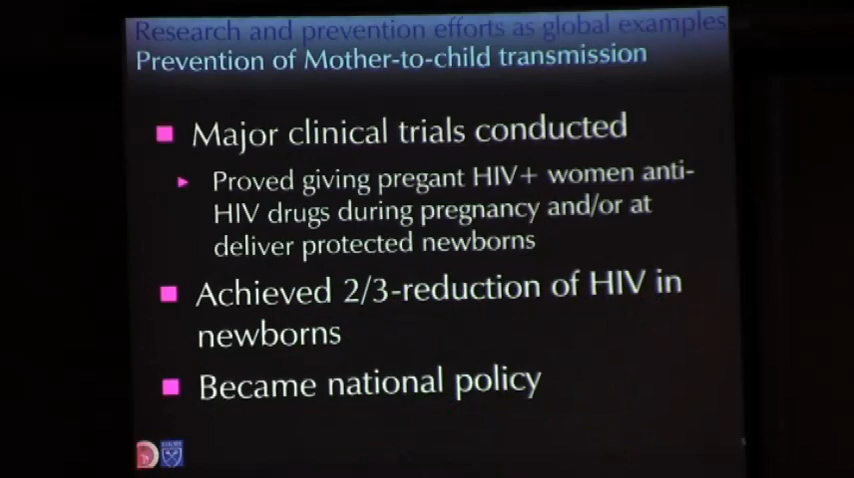 Research and prevention efforts as global examples
Prevention of Mother-to-child transmission
Major clinical trials conducted
Proved giving pregant HIV+ women anti-
HIV drugs during pregnancy and/or at
deliver protected newborns
Achieved 2/3-reduction of HIV in
newborns
Became national policy